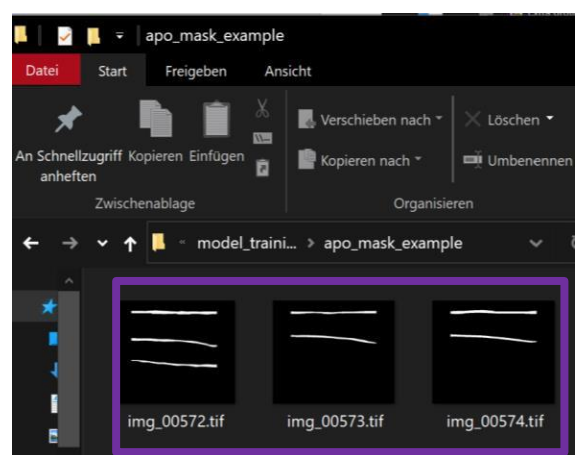 apo_mask_example
Datei Start Freigeben Ansicht
An Schnellzugriff anheften
Kopieren Einfügen
Verschieben nach
Kopieren nach
Löschen
Umbenennen
Zwischenablage Organisieren
model_traini... > apo_mask_example
img_00572.tif img_00573.tif img_00574.tif